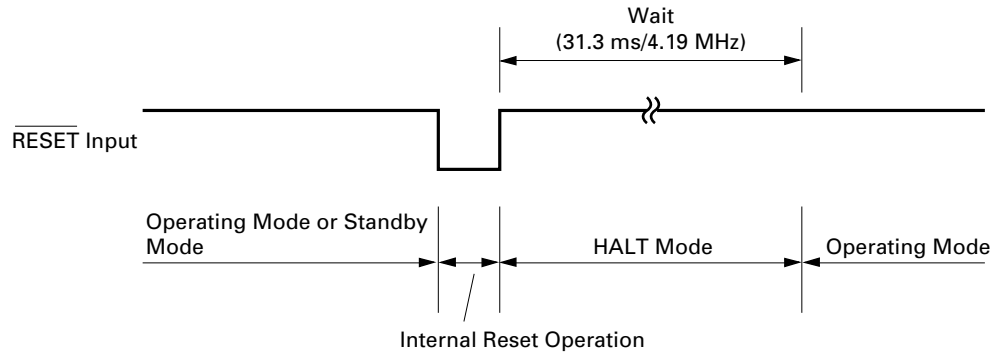 Wait
(31.3 ms/4.19 MHz)
RESET Input
Operating Mode or Standby
Mode
HALT Mode
Operating Mode
Internal Reset Operation